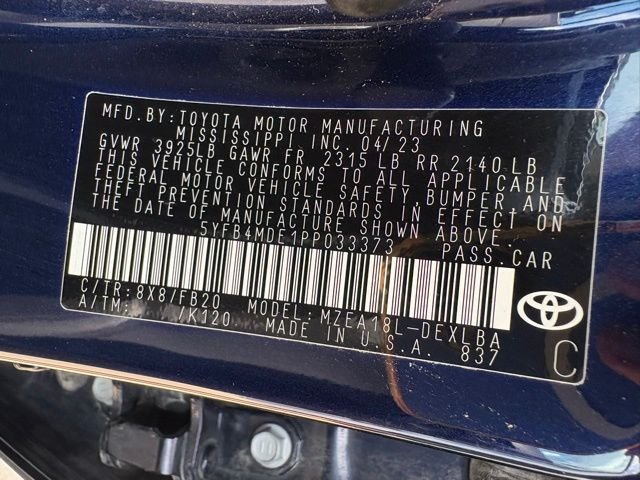 MFD.BY:TOYOTA MOTOR MANUFACTURING
MISSISSIPPI INC. 04/23
GVWR 3925LB GAWR FR 2315 LB RR 2140 LB
THIS VEHICLE CONFORMS TO ALL APPLICABLE
FEDERAL MOTOR VEHICLE SAFETY, BUMPER AND
THEFT PREVENTION STANDARDS IN EFFECT ON
THE DATE OF MANUFACTURE SHOWN ABOVE.
5YFB4MDE1PP033373 PASS.CAR
C/TR:8X8/FB20 MODEL:MZEA18L-DEXLBA
A/TM: /K120 MADE IN U.S.A. 837
C